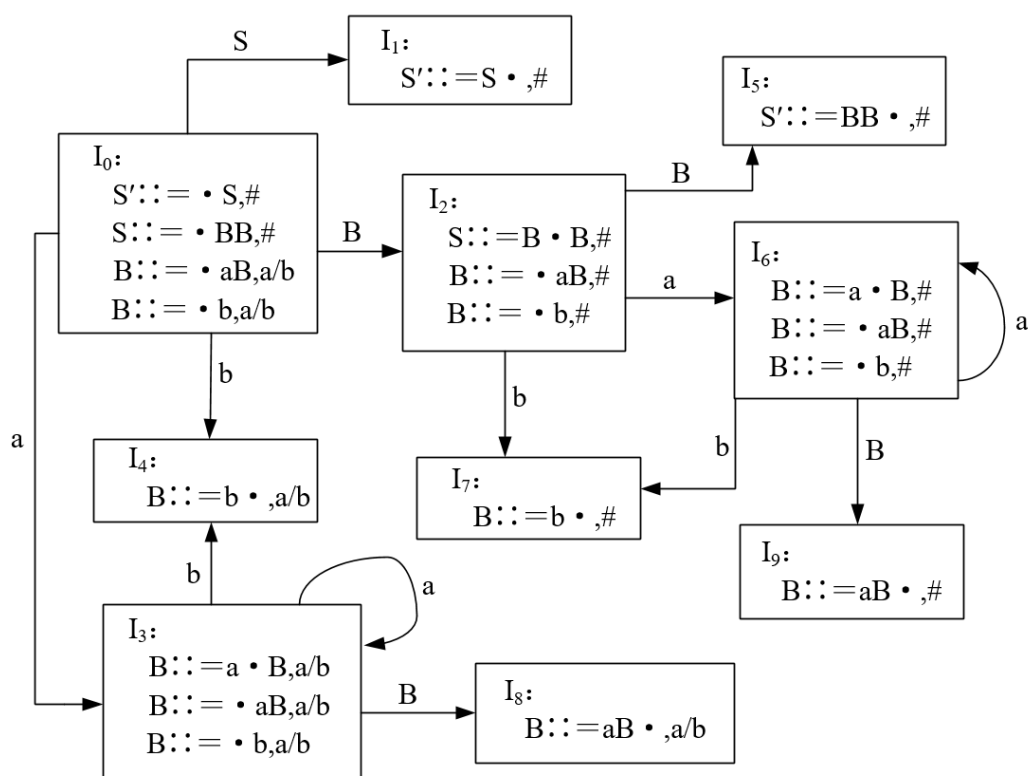 S
I₁:
S′::=S·,#
I₅:
S′::=BB·,#
I₀:
S′::=·S,#
S::=·BB,#
B::=·aB,a/b
B::=·b,a/b
B
I₂:
S::=B·B,#
B::=·aB,#
B::=·b,#
B
a
I₆:
B::=a·B,#
B::=·aB,#
B::=·b,#
a
b
b
a
I₄:
B::=b·,a/b
I₇:
B::=b·,#
b
B
I₉:
B::=aB·,#
b
a
I₃:
B::=a·B,a/b
B::=·aB,a/b
B::=·b,a/b
B
I₈:
B::=aB·,a/b